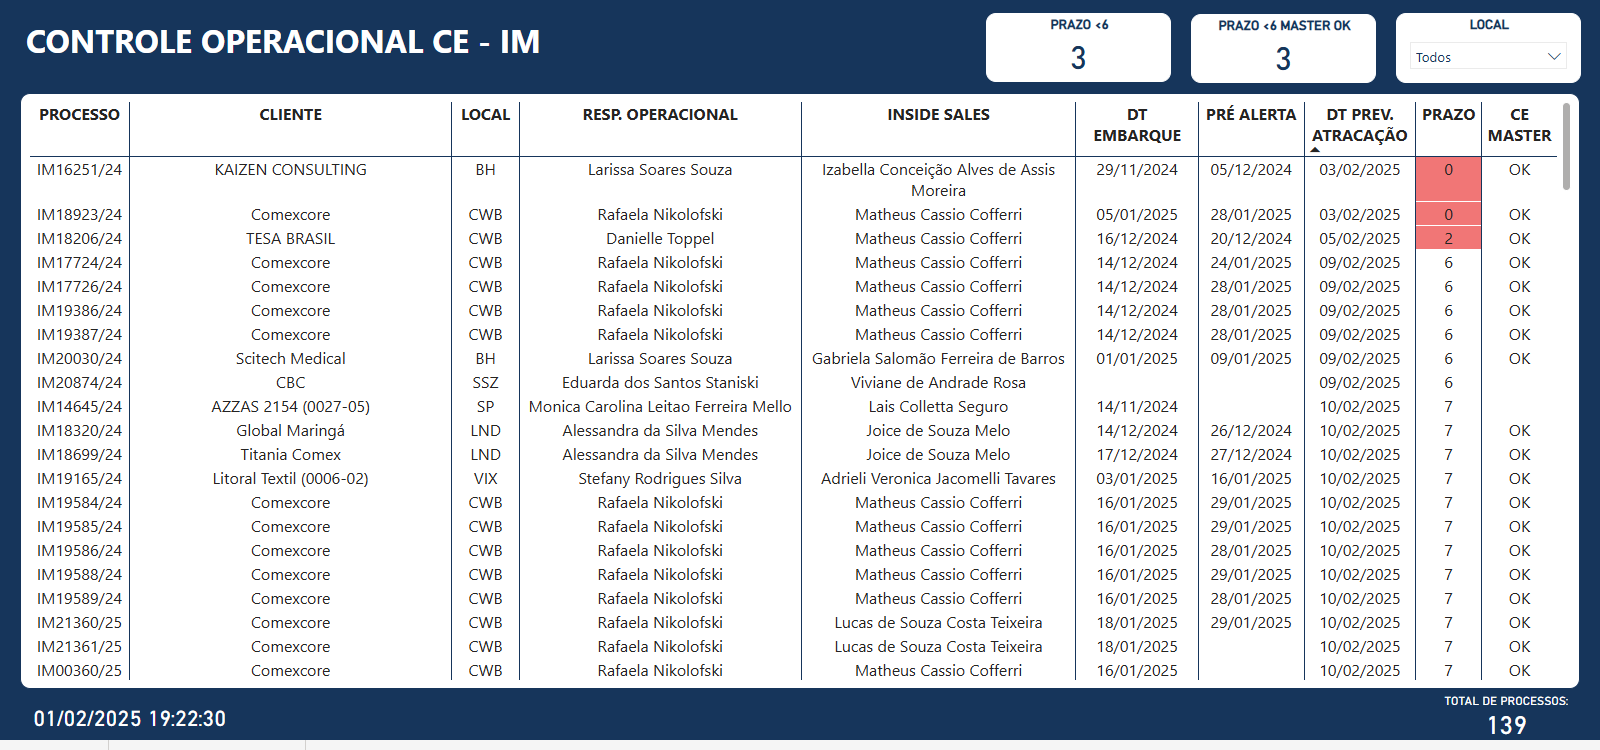 CONTROLE OPERACIONAL CE - IM
PRAZO <6
3
PRAZO <6 MASTER OK
3
LOCAL
Todos
PROCESSO CLIENTE LOCAL RESP. OPERACIONAL INSIDE SALES DT EMBARQUE PRÉ ALERTA DT PREV. ATRACAÇÃO PRAZO CE MASTER
IM16251/24 KAIZEN CONSULTING BH Larissa Soares Souza Izabella Conceição Alves de Assis Moreira 29/11/2024 05/12/2024 03/02/2025 0 OK
IM18923/24 Comexcore CWB Rafaela Nikolofski Matheus Cassio Cofferri 05/01/2025 28/01/2025 03/02/2025 0 OK
IM18206/24 TESA BRASIL CWB Danielle Toppel Matheus Cassio Cofferri 16/12/2024 20/12/2024 05/02/2025 2 OK
IM17724/24 Comexcore CWB Rafaela Nikolofski Matheus Cassio Cofferri 14/12/2024 24/01/2025 09/02/2025 6 OK
IM17726/24 Comexcore CWB Rafaela Nikolofski Matheus Cassio Cofferri 14/12/2024 28/01/2025 09/02/2025 6 OK
IM19386/24 Comexcore CWB Rafaela Nikolofski Matheus Cassio Cofferri 14/12/2024 28/01/2025 09/02/2025 6 OK
IM19387/24 Comexcore CWB Rafaela Nikolofski Matheus Cassio Cofferri 14/12/2024 28/01/2025 09/02/2025 6 OK
IM20030/24 Scitech Medical BH Larissa Soares Souza Gabriela Salomão Ferreira de Barros 01/01/2025 09/01/2025 09/02/2025 6 OK
IM20874/24 CBC SSZ Eduarda dos Santos Staniski Viviane de Andrade Rosa 09/02/2025 6
IM14645/24 AZZAS 2154 (0027-05) SP Monica Carolina Leitao Ferreira Mello Lais Colletta Seguro 14/11/2024 10/02/2025 7
IM18320/24 Global Maringá LND Alessandra da Silva Mendes Joice de Souza Melo 14/12/2024 26/12/2024 10/02/2025 7 OK
IM18699/24 Titania Comex LND Alessandra da Silva Mendes Joice de Souza Melo 17/12/2024 27/12/2024 10/02/2025 7 OK
IM19165/24 Litoral Textil (0006-02) VIX Stefany Rodrigues Silva Adrieli Veronica Jacomelli Tavares 03/01/2025 16/01/2025 10/02/2025 7 OK
IM19584/24 Comexcore CWB Rafaela Nikolofski Matheus Cassio Cofferri 16/01/2025 29/01/2025 10/02/2025 7 OK
IM19585/24 Comexcore CWB Rafaela Nikolofski Matheus Cassio Cofferri 16/01/2025 29/01/2025 10/02/2025 7 OK
IM19586/24 Comexcore CWB Rafaela Nikolofski Matheus Cassio Cofferri 16/01/2025 28/01/2025 10/02/2025 7 OK
IM19588/24 Comexcore CWB Rafaela Nikolofski Matheus Cassio Cofferri 16/01/2025 29/01/2025 10/02/2025 7 OK
IM19589/24 Comexcore CWB Rafaela Nikolofski Matheus Cassio Cofferri 16/01/2025 28/01/2025 10/02/2025 7 OK
IM21360/25 Comexcore CWB Rafaela Nikolofski Lucas de Souza Costa Teixeira 18/01/2025 29/01/2025 10/02/2025 7 OK
IM21361/25 Comexcore CWB Rafaela Nikolofski Lucas de Souza Costa Teixeira 18/01/2025 10/02/2025 7 OK
IM00360/25 Comexcore CWB Rafaela Nikolofski Matheus Cassio Cofferri 16/01/2025 10/02/2025 7 OK
01/02/2025 19:22:30
TOTAL DE PROCESSOS:
139